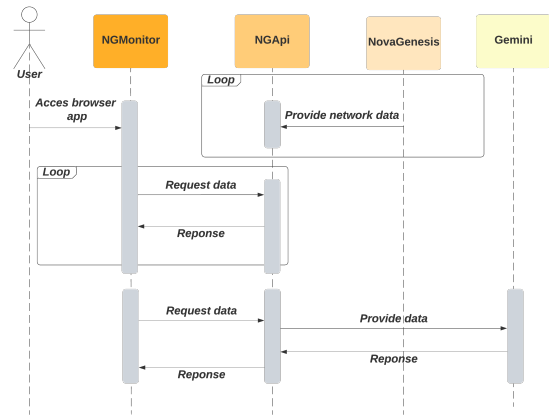 NGMonitor
NGApi
NovaGenesis
Gemini
User
Loop
Acces browser
app
Provide network data
Loop
Request data
Reponse
Request data
Provide data
Reponse
Reponse